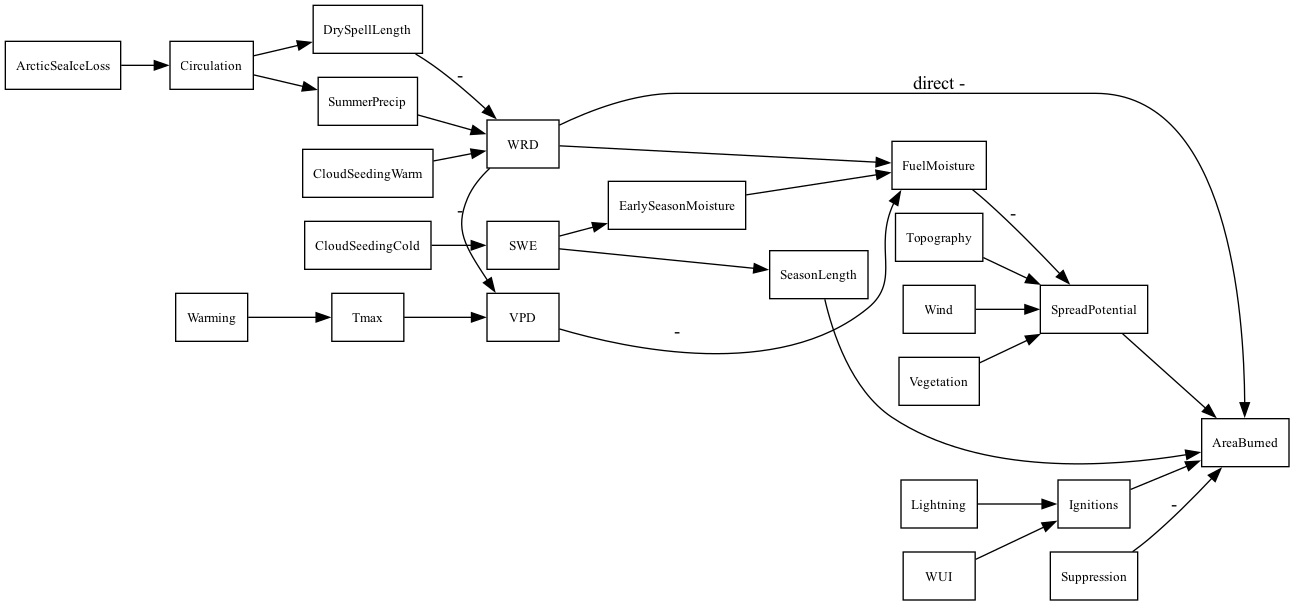 DrySpellLength
ArcticSeaIceLoss
Circulation
-
direct -
SummerPrecip
WRD
FuelMoisture
CloudSeedingWarm
EarlySeasonMoisture
-
-
Topography
CloudSeedingCold
SWE
SeasonLength
Warming
Tmax
VPD
-
Wind
SpreadPotential
Vegetation
AreaBurned
Lightning
Ignitions
-
WUI
Suppression